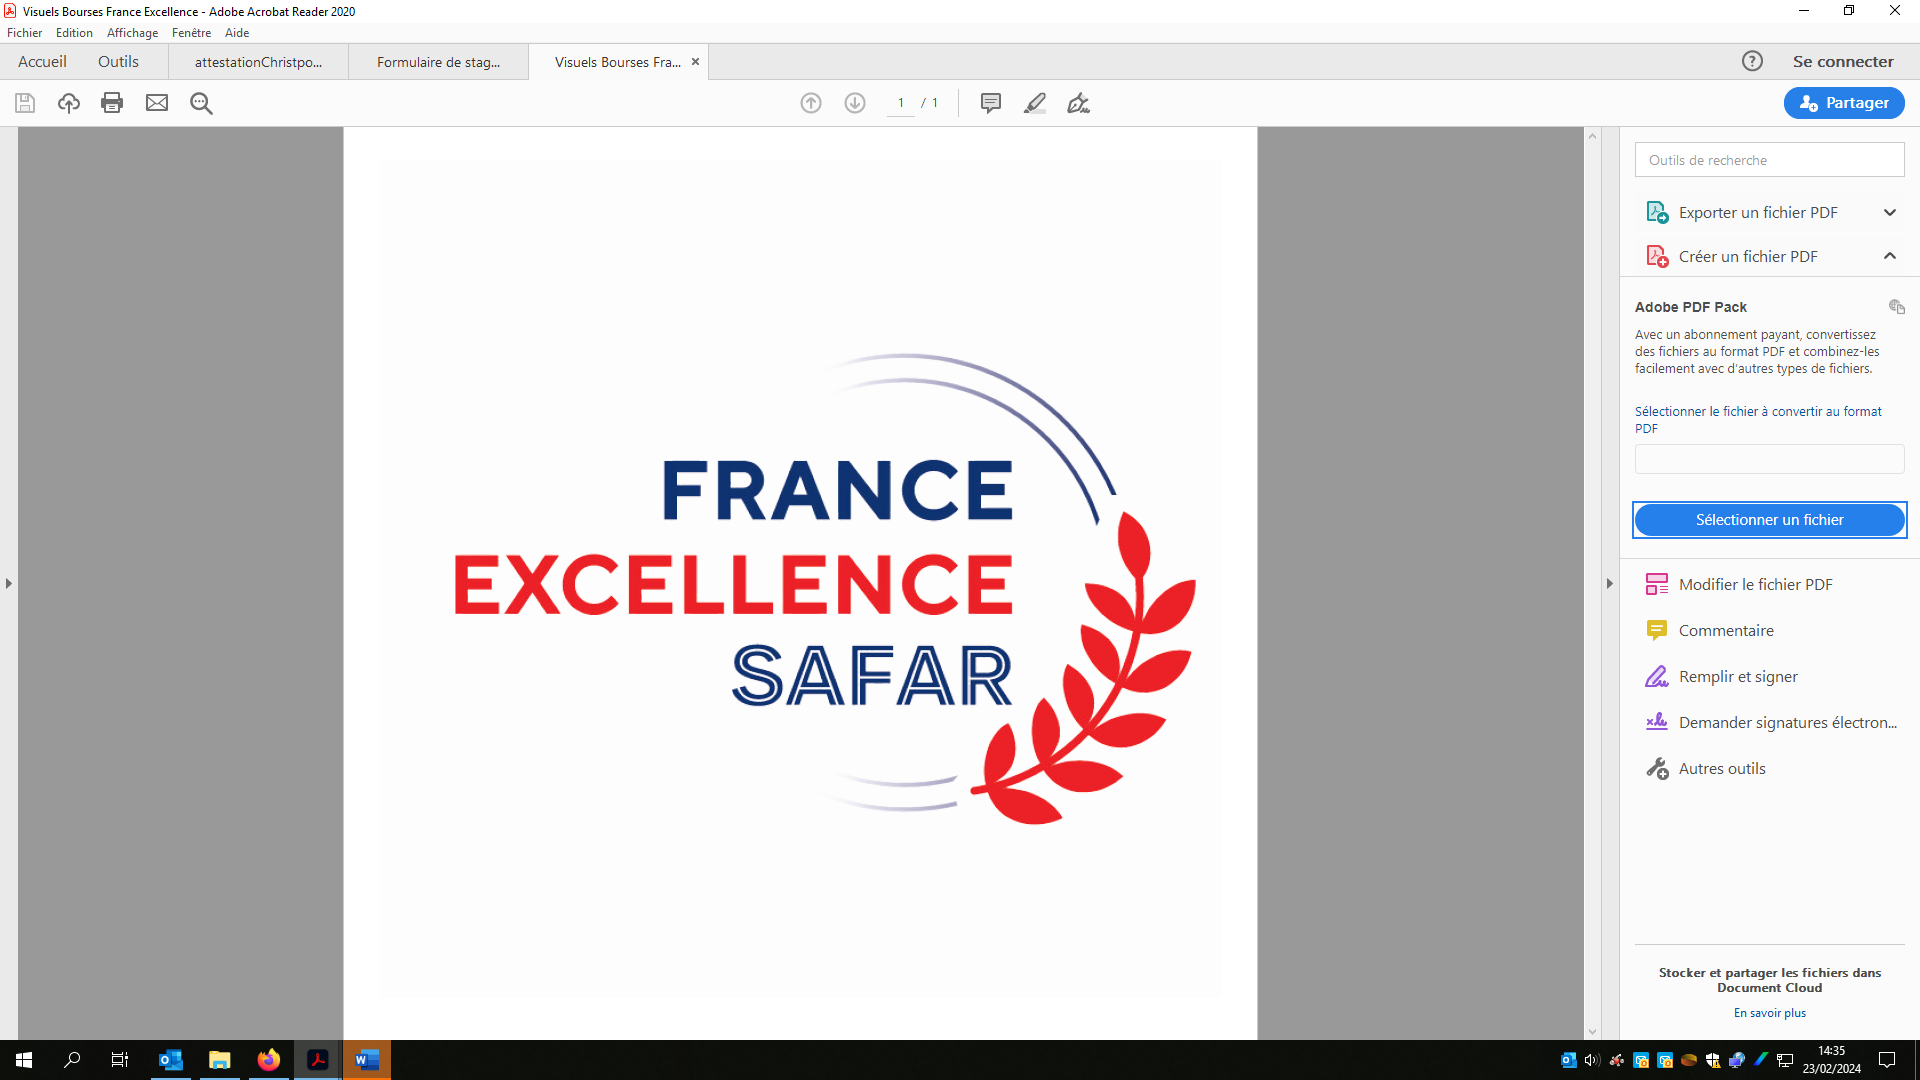 Visuels Bourses France Excellence - Adobe Acrobat Reader 2020
Fichier Edition Affichage Fenêtre Aide
Accueil Outils attestationChristpo... Formulaire de stag... Visuels Bourses Fra... × ? Se connecter
1 / 1 Partager
Outils de recherche
Exporter un fichier PDF
Créer un fichier PDF
Adobe PDF Pack
Avec un abonnement payant, convertissez
des fichiers au format PDF et combinez-les
facilement avec d'autres types de fichiers.
Sélectionner le fichier à convertir au format
PDF
Sélectionner un fichier
Modifier le fichier PDF
Commentaire
Remplir et signer
Demander signatures électron...
Autres outils
Stocker et partager les fichiers dans
Document Cloud
En savoir plus
FRANCE
EXCELLENCE
SAFAR
14:35
23/02/2024